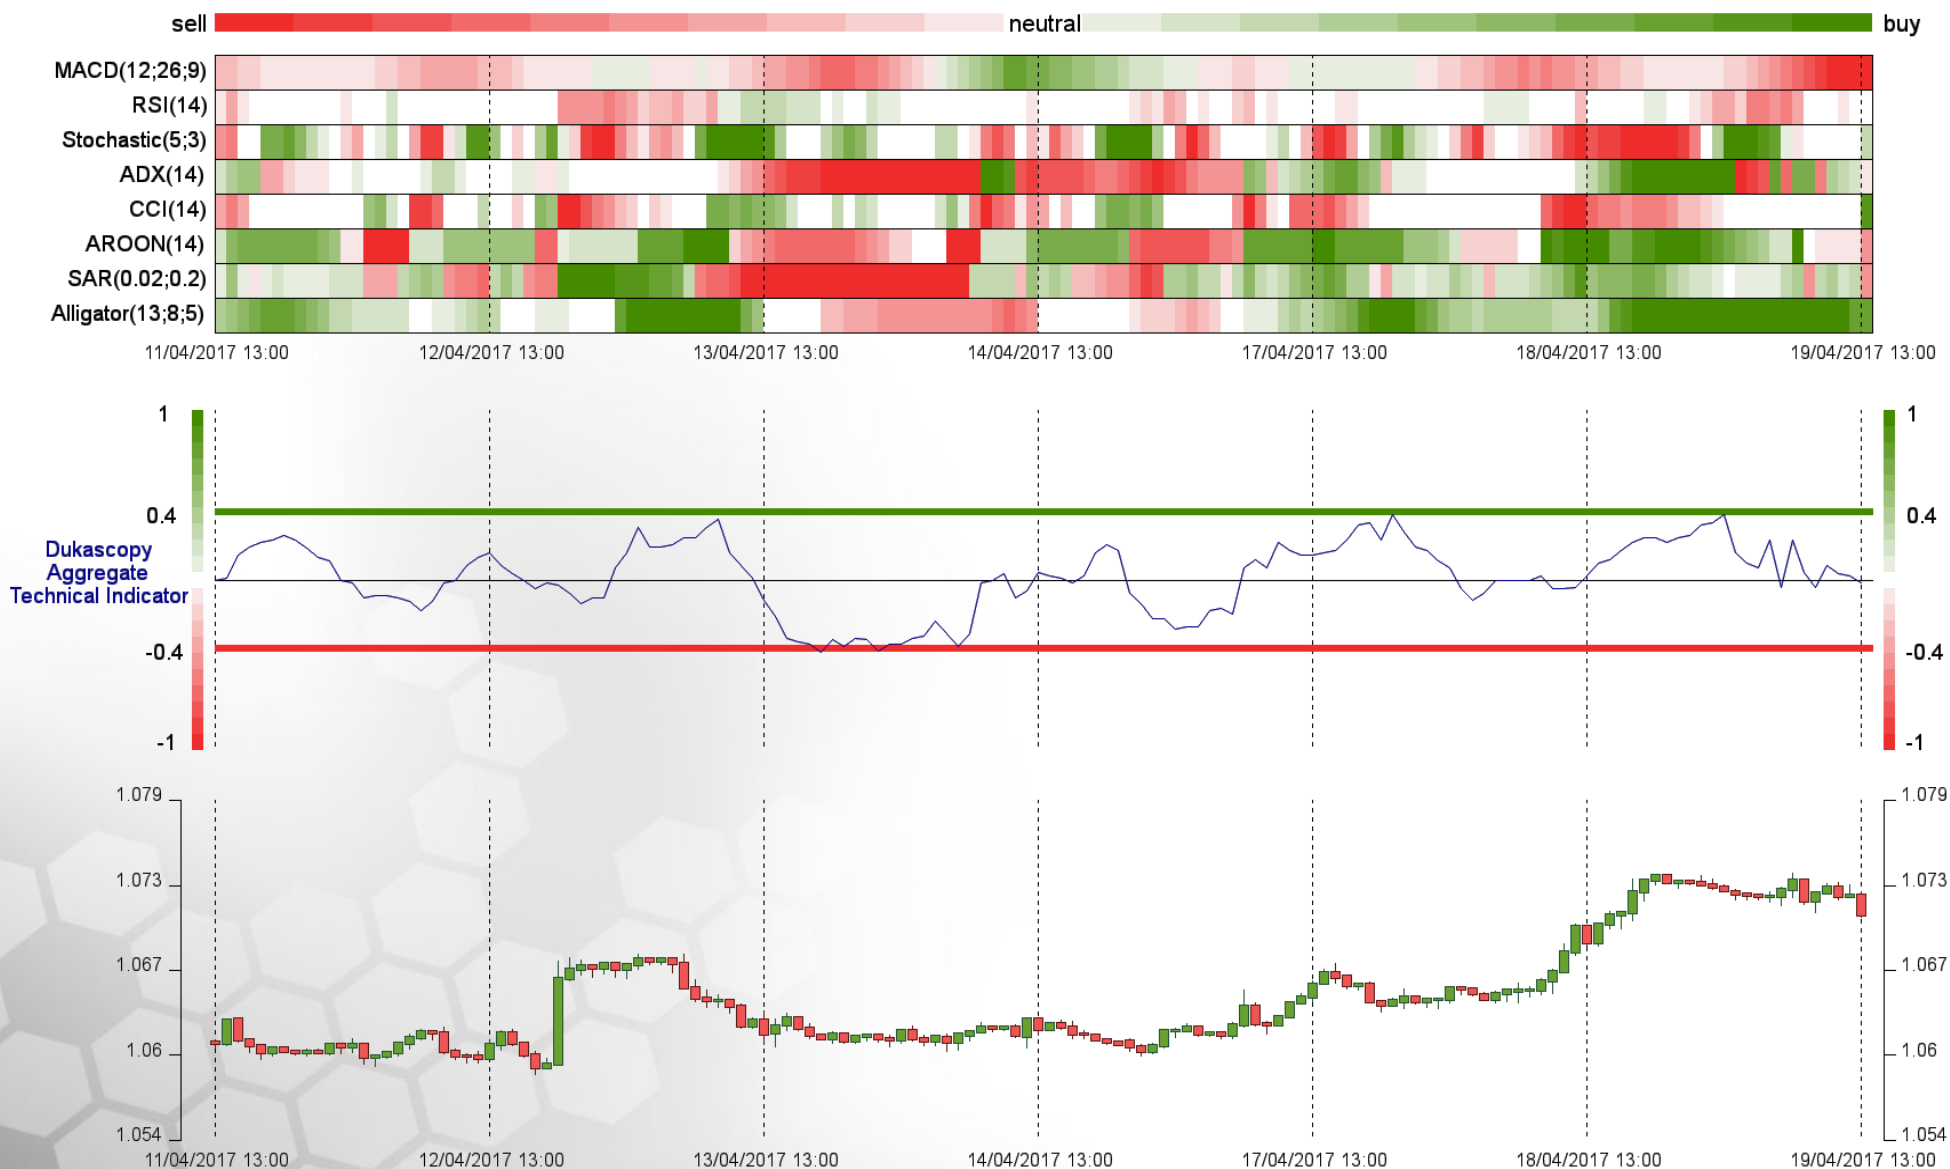 sell neutral buy
MACD(12;26;9)
RSI(14)
Stochastic(5;3)
ADX(14)
CCI(14)
AROON(14)
SAR(0.02;0.2)
Alligator(13;8;5)
11/04/2017 13:00 12/04/2017 13:00 13/04/2017 13:00 14/04/2017 13:00 17/04/2017 13:00 18/04/2017 13:00 19/04/2017 13:00
1 1
0.4 0.4
Dukascopy
Aggregate
Technical Indicator
-0.4 -0.4
-1 -1
1.079 1.079
1.073 1.073
1.067 1.067
1.06 1.06
1.054 1.054
11/04/2017 13:00 12/04/2017 13:00 13/04/2017 13:00 14/04/2017 13:00 17/04/2017 13:00 18/04/2017 13:00 19/04/2017 13:00